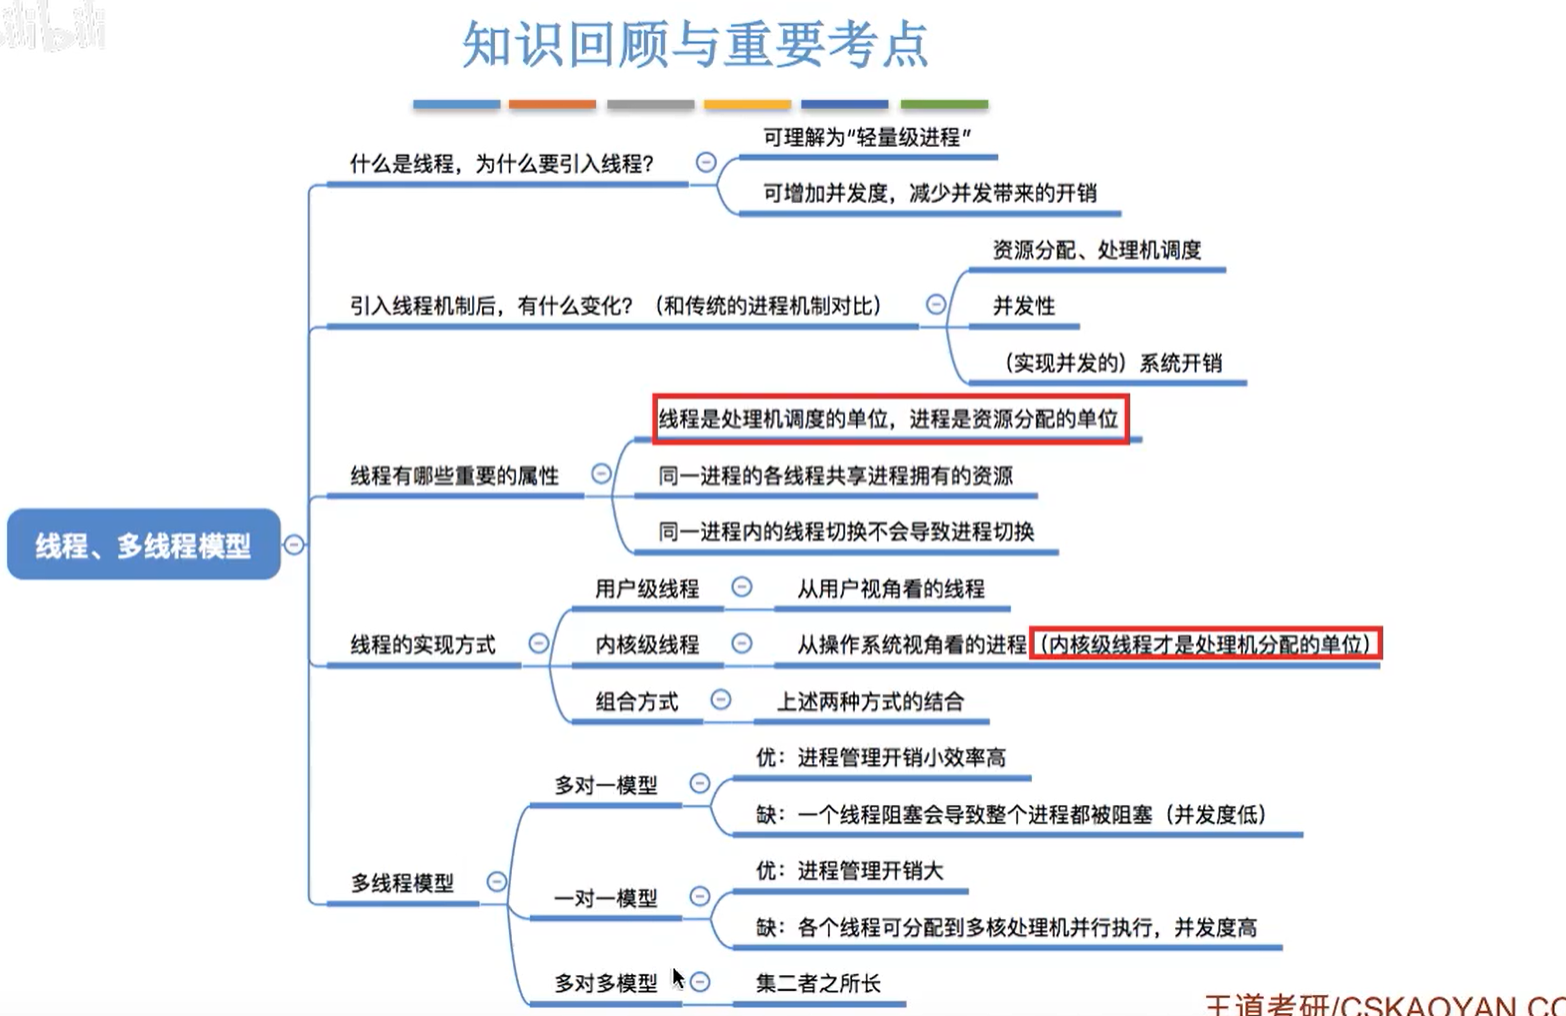 知识回顾与重要考点
什么是线程，为什么要引入线程？
可理解为“轻量级进程”
可增加并发度，减少并发带来的开销
引入线程机制后，有什么变化？（和传统的进程机制对比）
资源分配、处理机调度
并发性
（实现并发的）系统开销
线程、多线程模型
线程有哪些重要的属性
线程是处理机调度的单位，进程是资源分配的单位
同一进程的各线程共享进程拥有的资源
同一进程内的线程切换不会导致进程切换
线程的实现方式
用户级线程
从用户视角看的线程
内核级线程
从操作系统视角看的进程（内核级线程才是处理机分配的单位）
组合方式
上述两种方式的结合
多线程模型
多对一模型
优：进程管理开销小效率高
缺：一个线程阻塞会导致整个进程都被阻塞（并发度低）
一对一模型
优：进程管理开销大
缺：各个线程可分配到多核处理机并行执行，并发度高
多对多模型
集二者之所长
王道考研/CSKAOYAN.CO